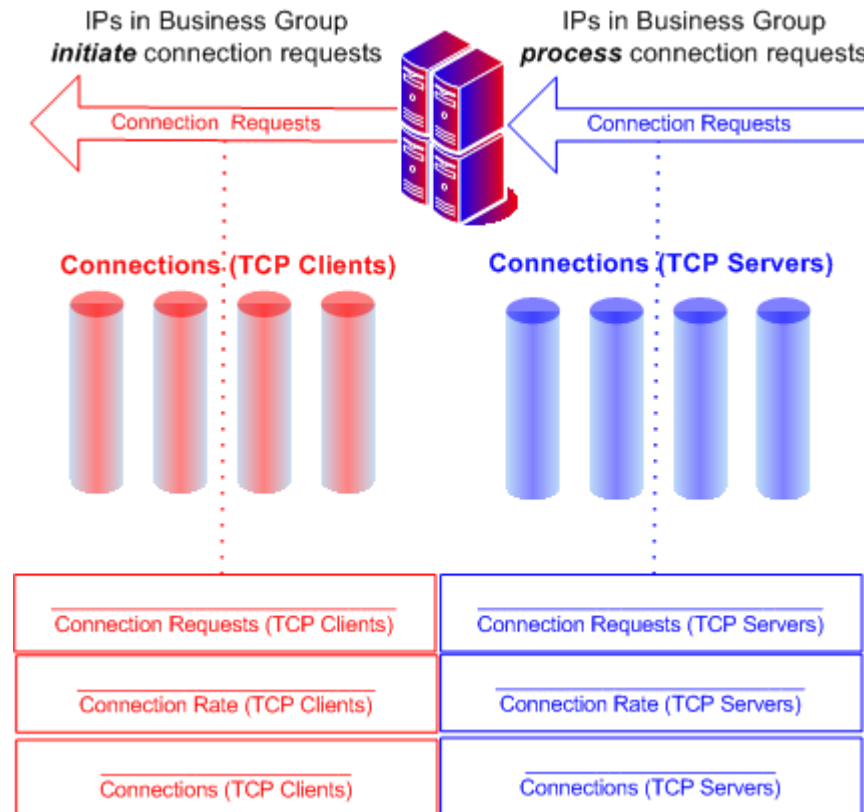 IPs in Business Group
initiate connection requests
IPs in Business Group
process connection requests
Connection Requests
Connection Requests
Connections (TCP Clients)
Connections (TCP Servers)
Connection Requests (TCP Clients)
Connection Requests (TCP Servers)
Connection Rate (TCP Clients)
Connection Rate (TCP Servers)
Connections (TCP Clients)
Connections (TCP Servers)